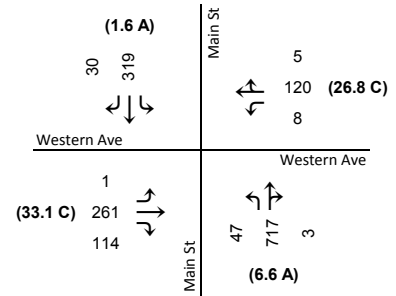 (1.6 A)
Main St
30 319
5
120 (26.8 C)
8
Western Ave
Western Ave
1
(33.1 C) 261
114
47 717 3
Main St
(6.6 A)